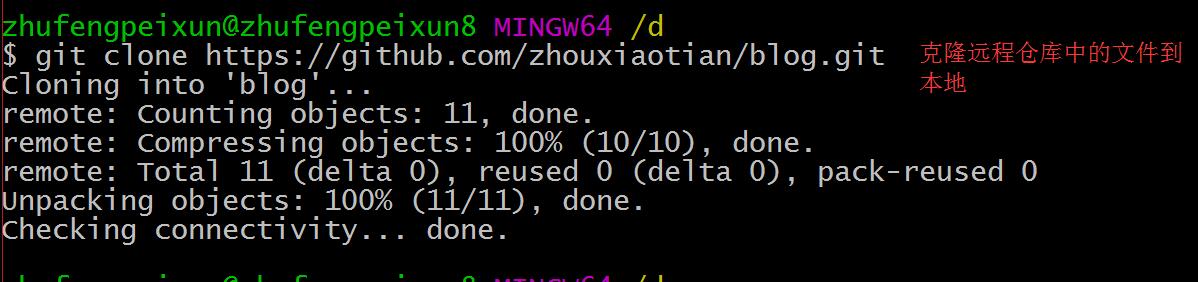 zhufengpeixun@zhufengpeixun8 MINGW64 /d
$ git clone https://github.com/zhouxiaotian/blog.git
克隆远程仓库中的文件到
本地
Cloning into 'blog'...
remote: Counting objects: 11, done.
remote: Compressing objects: 100% (10/10), done.
remote: Total 11 (delta 0), reused 0 (delta 0), pack-reused 0
Unpacking objects: 100% (11/11), done.
Checking connectivity... done.
zhufengpeixun@zhufengpeixun8 MINGW64 /d